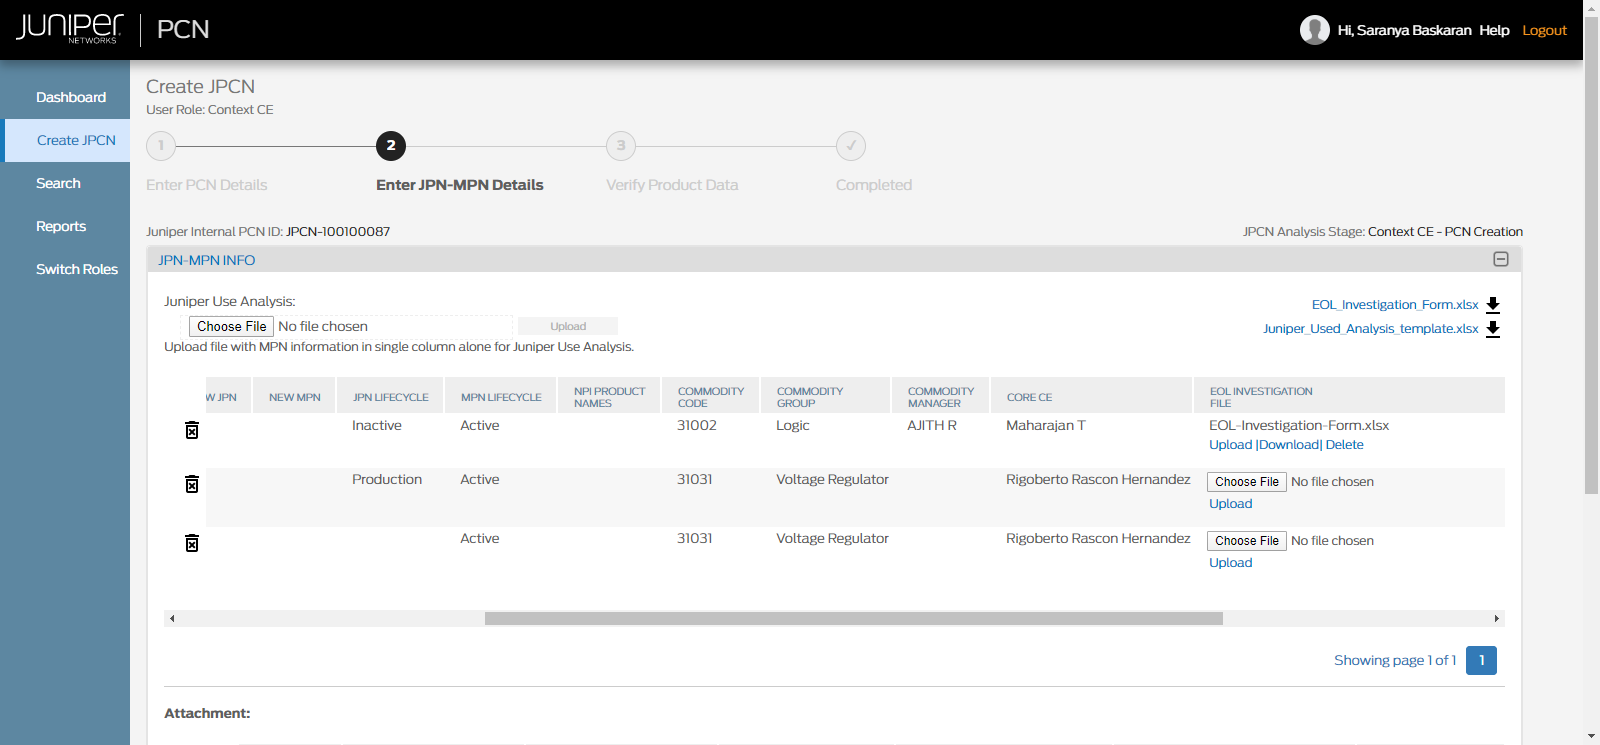 JUNIPER NETWORKS PCN
Hi, Saranya Baskaran Help Logout
Dashboard
Create JPCN
Search
Reports
Switch Roles
Create JPCN
User Role: Context CE
1 2 3 ✓
Enter PCN Details Enter JPN-MPN Details Verify Product Data Completed
Juniper Internal PCN ID: JPCN-100100087 JPCN Analysis Stage: Context CE - PCN Creation
JPN-MPN INFO
Juniper Use Analysis:
EOL_Investigation_Form.xlsx
Choose File No file chosen Upload
Juniper_Used_Analysis_template.xlsx
Upload file with MPN information in single column alone for Juniper Use Analysis.
W JPN NEW MPN JPN LIFECYCLE MPN LIFECYCLE NPI PRODUCT NAMES COMMODITY CODE COMMODITY GROUP COMMODITY MANAGER CORE CE EOL INVESTIGATION FILE
Inactive Active 31002 Logic AJITH R Maharajan T EOL-Investigation-Form.xlsx
Upload |Download| Delete
Production Active 31031 Voltage Regulator Rigoberto Rascon Hernandez Choose File No file chosen
Upload
Active 31031 Voltage Regulator Rigoberto Rascon Hernandez Choose File No file chosen
Upload
Showing page 1 of 1 1
Attachment: